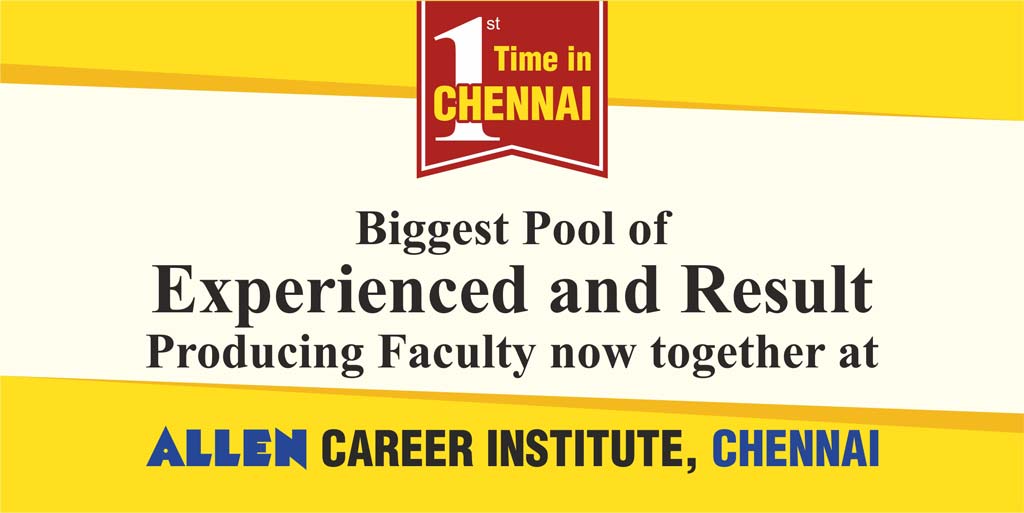 1st
Time in
CHENNAI
Biggest Pool of
Experienced and Result
Producing Faculty now together at
ALLEN CAREER INSTITUTE, CHENNAI